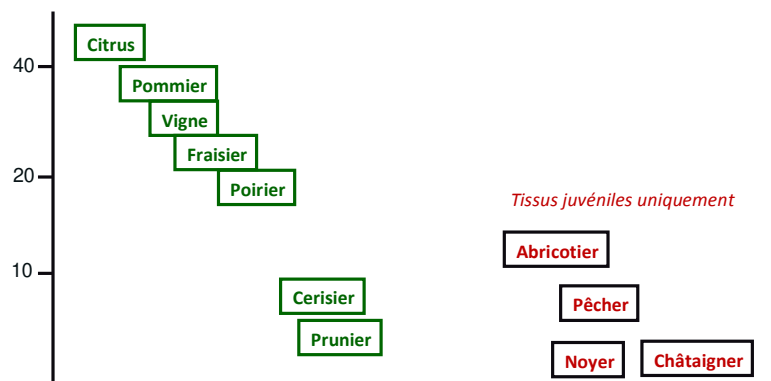 Citrus
40
Pommier
Vigne
Fraisier
20
Poirier
Tissus juvéniles uniquement
Abricotier
10
Cerisier
Pêcher
Prunier
Noyer
Châtaigner